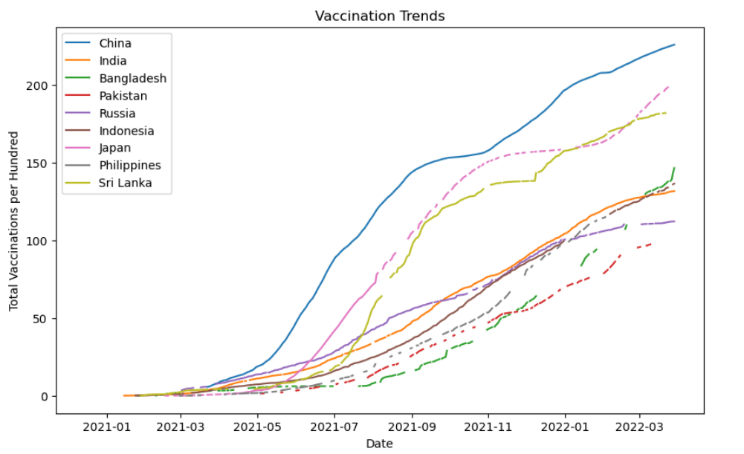 Vaccination Trends
China
India
Bangladesh
Pakistan
Russia
Indonesia
Japan
Philippines
Sri Lanka
Total Vaccinations per Hundred
200
150
100
50
0
2021-01 2021-03 2021-05 2021-07 2021-09 2021-11 2022-01 2022-03
Date